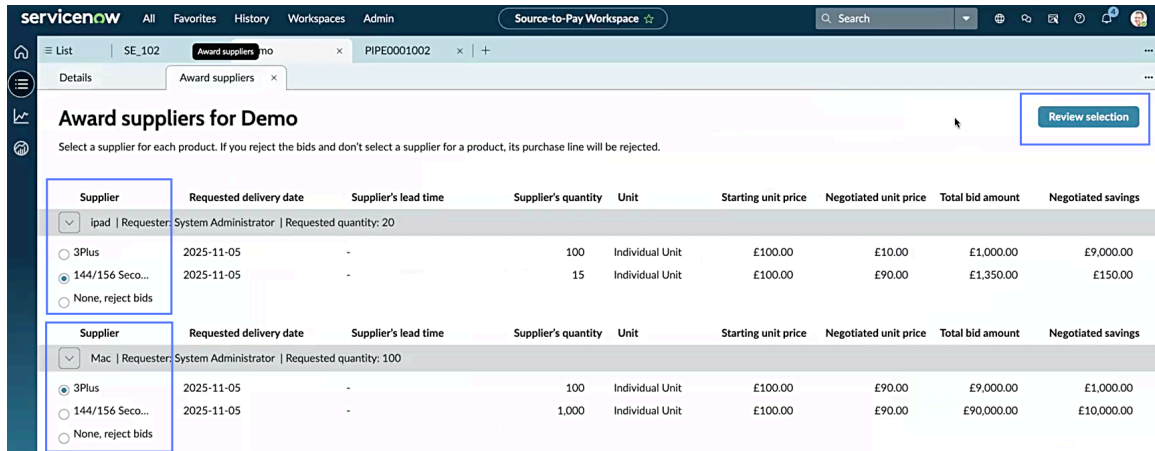 servicenow All Favorites History Workspaces Admin Source-to-Pay Workspace Search 4
List SE_102 Award suppliers mo × PIPE0001002 × +
Details Award suppliers ×
Award suppliers for Demo
Review selection
Select a supplier for each product. If you reject the bids and don't select a supplier for a product, its purchase line will be rejected.
Supplier Requested delivery date Supplier's lead time Supplier's quantity Unit Starting unit price Negotiated unit price Total bid amount Negotiated savings
ipad | Requester: System Administrator | Requested quantity: 20
3Plus 2025-11-05 - 100 Individual Unit £100.00 £10.00 £1,000.00 £9,000.00
144/156 Seco... 2025-11-05 - 15 Individual Unit £100.00 £90.00 £1,350.00 £150.00
None, reject bids
Supplier Requested delivery date Supplier's lead time Supplier's quantity Unit Starting unit price Negotiated unit price Total bid amount Negotiated savings
Mac | Requester: System Administrator | Requested quantity: 100
3Plus 2025-11-05 - 100 Individual Unit £100.00 £90.00 £9,000.00 £1,000.00
144/156 Seco... 2025-11-05 1,000 Individual Unit £100.00 £90.00 £90,000.00 £10,000.00
None, reject bids